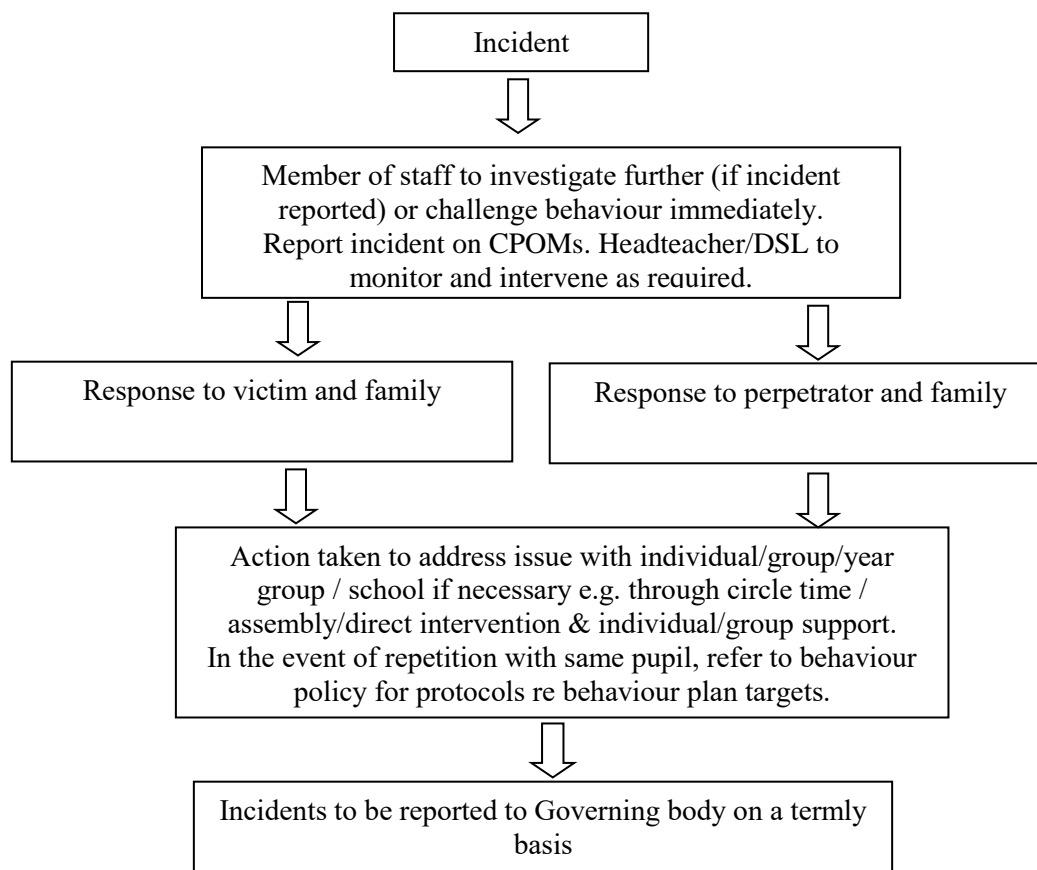 Incident
Member of staff to investigate further (if incident
reported) or challenge behaviour immediately.
Report incident on CPOMs. Headteacher/DSL to
monitor and intervene as required.
Response to victim and family
Response to perpetrator and family
Action taken to address issue with individual/group/year
group / school if necessary e.g. through circle time /
assembly/direct intervention & individual/group support.
In the event of repetition with same pupil, refer to behaviour
policy for protocols re behaviour plan targets.
Incidents to be reported to Governing body on a termly
basis